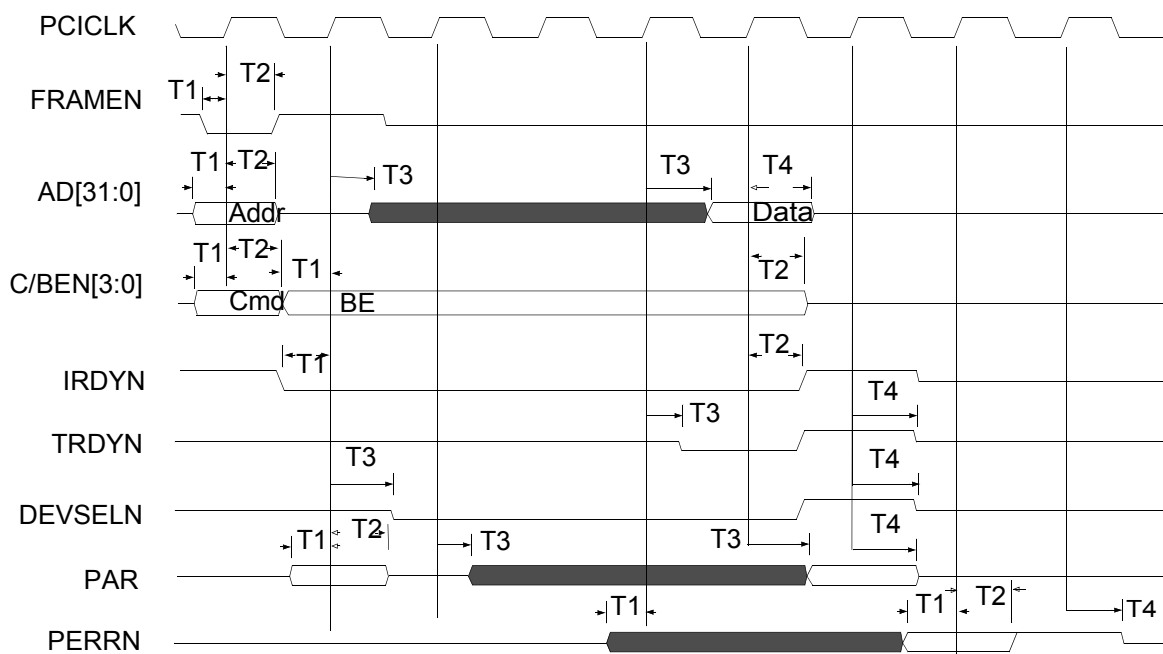 PCICLK
T2
T1
FRAMEN
T1 T2 T3 T3 T4
AD[31:0]
Addr Data
T1 T2 T1 T2
C/BEN[3:0]
Cmd BE
T1 T2
IRDYN
T4
T3
TRDYN
T3 T4
DEVSELN
T1 T2 T3 T3 T4
PAR
T1 T1 T2 T4
PERRN